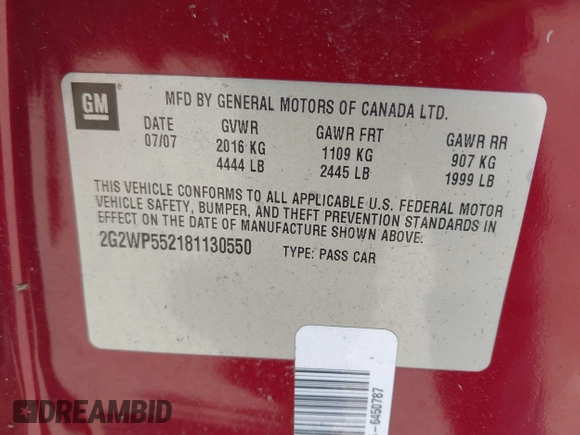 GM
MFD BY GENERAL MOTORS OF CANADA LTD.
DATE GVWR GAWR FRT GAWR RR
07/07 2016 KG 1109 KG 907 KG
4444 LB 2445 LB 1999 LB
THIS VEHICLE CONFORMS TO ALL APPLICABLE U.S. FEDERAL MOTOR
VEHICLE SAFETY, BUMPER, AND THEFT PREVENTION STANDARDS IN
EFFECT ON THE DATE OF MANUFACTURE SHOWN ABOVE.
2G2WP552181130550 TYPE: PASS CAR
-6450787
DREAMBID